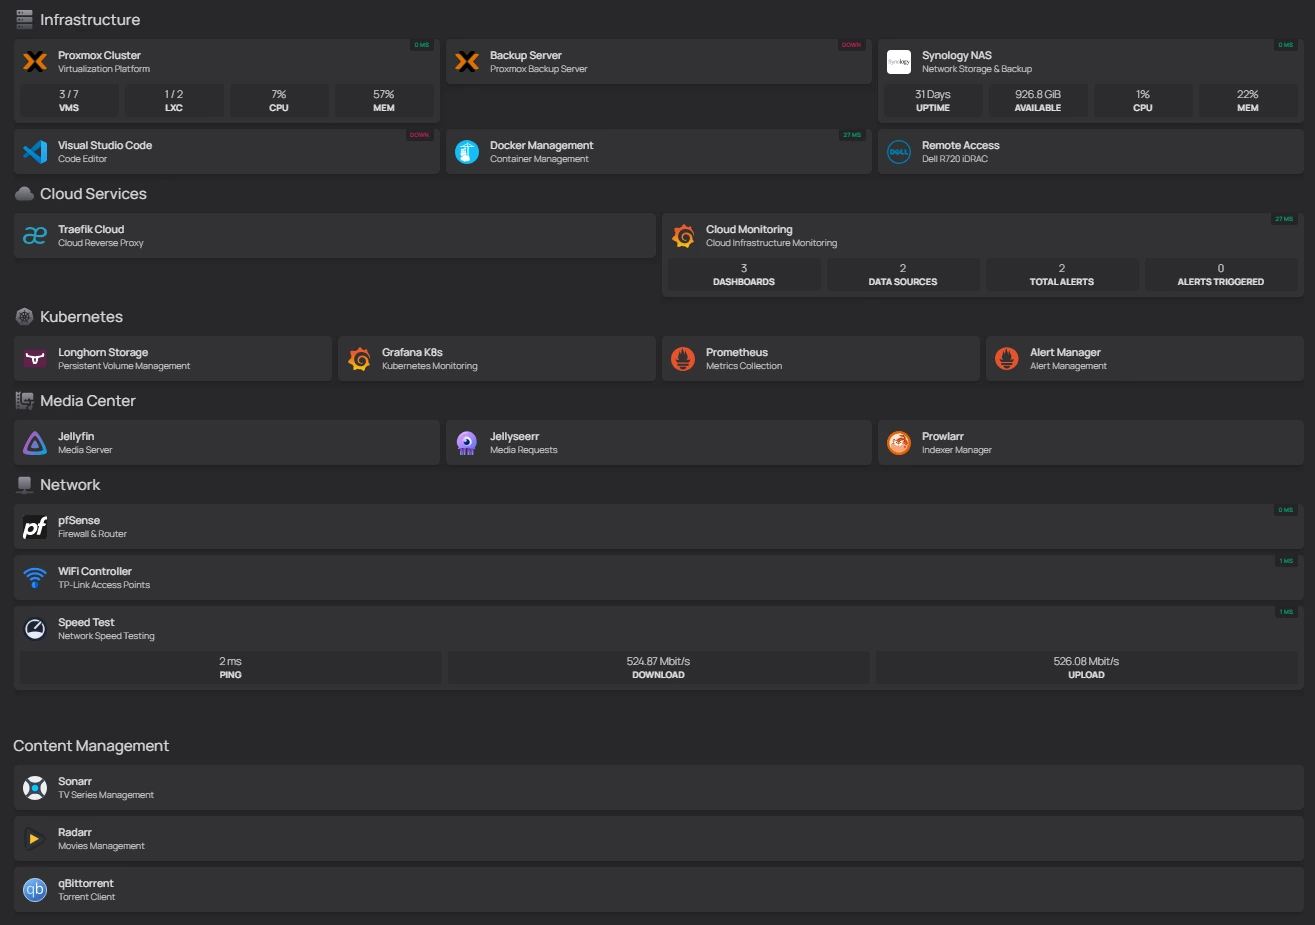 Infrastructure
0 MS
Proxmox Cluster
Virtualization Platform
3 / 7
VMS
1 / 2
LXC
7%
CPU
57%
MEM
DOWN
Backup Server
Proxmox Backup Server
0 MS
Synology
Synology NAS
Network Storage & Backup
31 Days
UPTIME
926.8 GiB
AVAILABLE
1%
CPU
22%
MEM
DOWN
Visual Studio Code
Code Editor
27 MS
Docker Management
Container Management
DELL
Remote Access
Dell R720 iDRAC
Cloud Services
Traefik Cloud
Cloud Reverse Proxy
27 MS
Cloud Monitoring
Cloud Infrastructure Monitoring
3
DASHBOARDS
2
DATA SOURCES
2
TOTAL ALERTS
0
ALERTS TRIGGERED
Kubernetes
Longhorn Storage
Persistent Volume Management
Grafana K8s
Kubernetes Monitoring
Prometheus
Metrics Collection
Alert Manager
Alert Management
Media Center
Jellyfin
Media Server
Jellyseerr
Media Requests
Prowlarr
Indexer Manager
Network
0 MS
pf
pfSense
Firewall & Router
1 MS
WiFi Controller
TP-Link Access Points
1 MS
Speed Test
Network Speed Testing
2 ms
PING
524.87 Mbit/s
DOWNLOAD
526.08 Mbit/s
UPLOAD
Content Management
Sonarr
TV Series Management
Radarr
Movies Management
qb
qBittorrent
Torrent Client